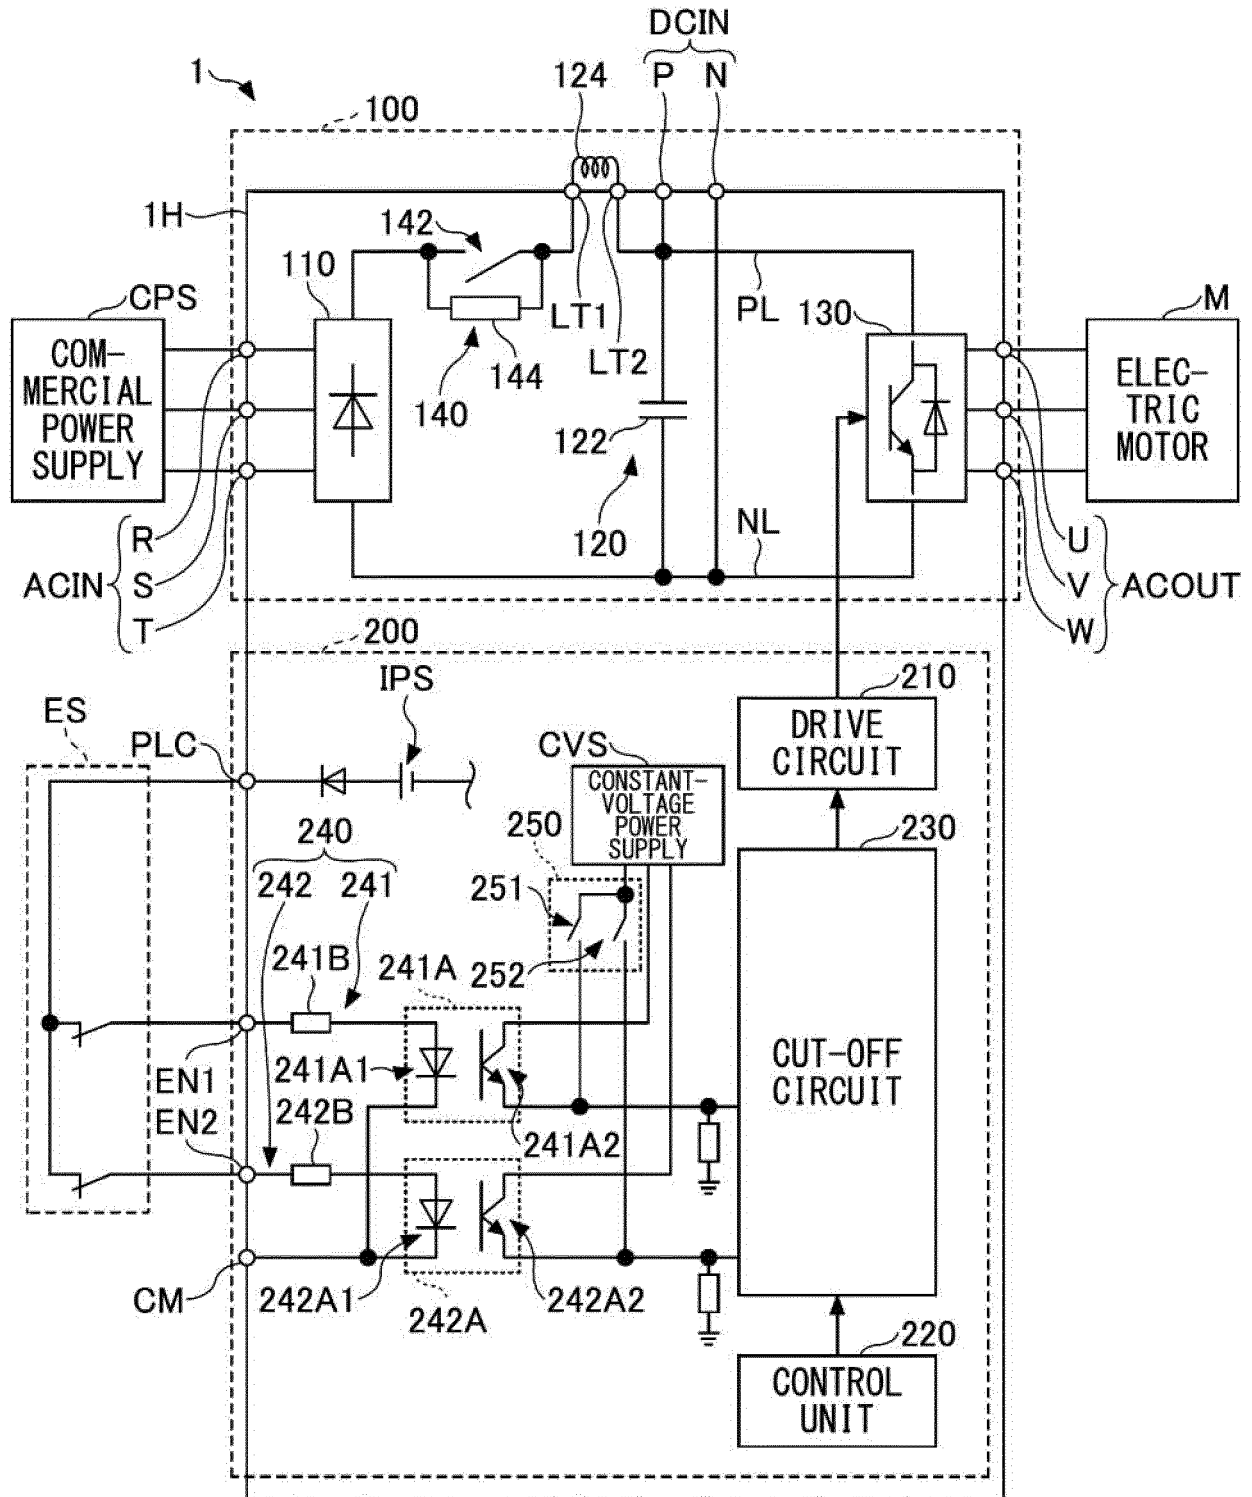 DCIN
P N
1
124
100
1H
142
110
CPS
LT1
PL
130
M
COM-
MERCIAL
POWER
SUPPLY
144
LT2
140
122
ELEC-
TRIC
MOTOR
120
NL
R
S
T
ACIN
U
V
W
ACOUT
200
IPS
210
ES
PLC
CVS
DRIVE
CIRCUIT
CONSTANT-
VOLTAGE
POWER
SUPPLY
250
230
240
242 241
251
241B
241A
252
EN1
241A1
CUT-OFF
CIRCUIT
EN2
242B
241A2
CM
242A1
242A
242A2
220
CONTROL
UNIT